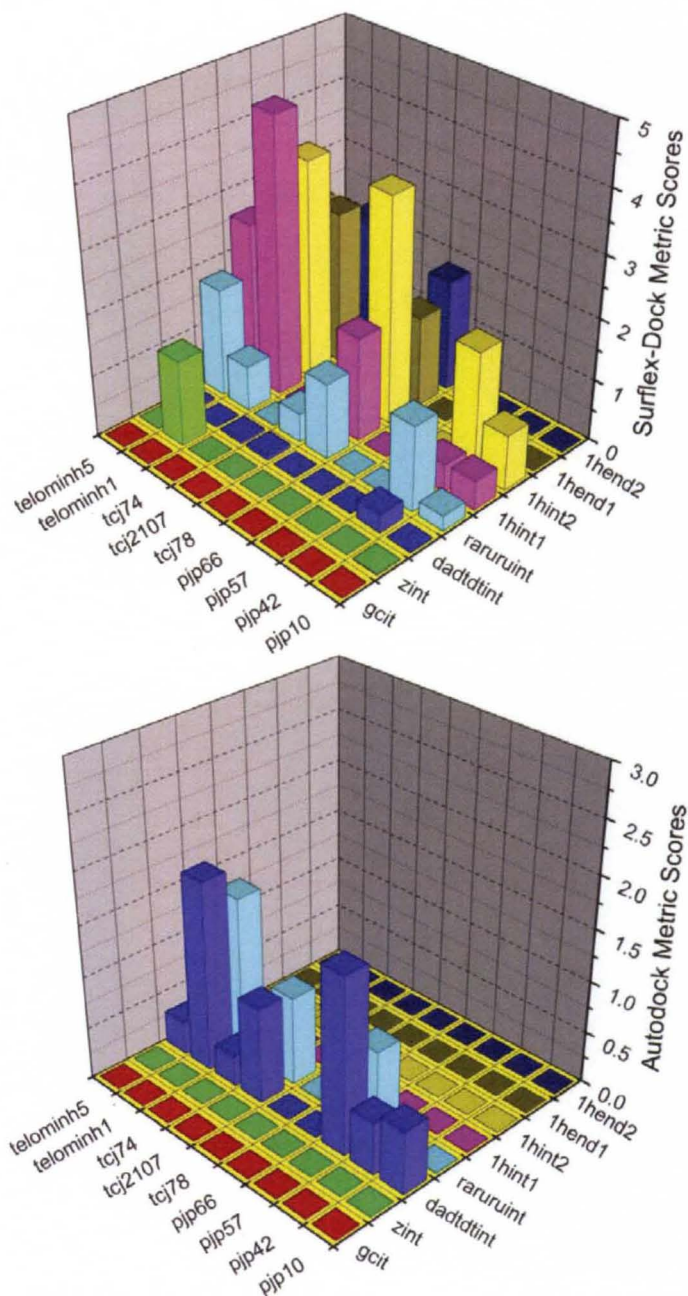 5
4
3
2
1
0
Surflex-Dock Metric Scores
telominh5
telominh1
tcj74
tcj2107
tcj78
pjp66
pjp57
pjp42
pjp10
gcit
zint
dadtdtint
raruruint
1hint1
1hint2
1hend1
1hend2
3.0
2.5
2.0
1.5
1.0
0.5
0.0
Autodock Metric Scores
telominh5
telominh1
tcj74
tcj2107
tcj78
pjp66
pjp57
pjp42
pjp10
gcit
zint
dadtdtint
raruruint
1hint1
1hint2
1hend1
1hend2